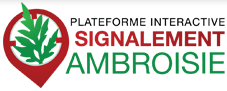 PLATEFORME INTERACTIVE
SIGNALEMENT
AMBROISIE